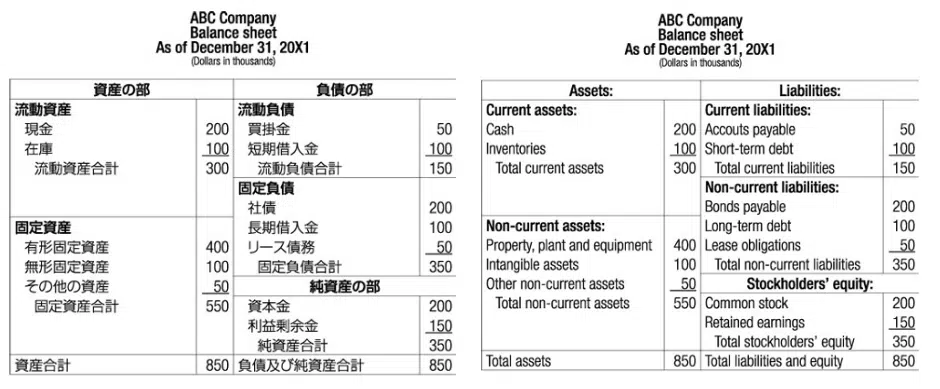 ABC Company
Balance sheet
As of December 31, 20X1
(Dollars in thousands)
資産の部 負債の部
流動資産 流動負債
現金 200 買掛金 50
在庫 100 短期借入金 100
流動資産合計 300 流動負債合計 150
固定負債
社債 200
固定資産 長期借入金 100
有形固定資産 400 リース債務 50
無形固定資産 100 固定負債合計 350
その他の資産 50 純資産の部
固定資産合計 550 資本金 200
利益剰余金 150
純資産合計 350
資産合計 850 負債及び純資産合計 850
ABC Company
Balance sheet
As of December 31, 20X1
(Dollars in thousands)
Assets: Liabilities:
Current assets: Current liabilities:
Cash 200 Accouts payable 50
Inventories 100 Short-term debt 100
Total current assets 300 Total current liabilities 150
Non-current liabilities:
Bonds payable 200
Non-current assets: Long-term debt 100
Property, plant and equipment 400 Lease obligations 50
Intangible assets 100 Total non-current liabilities 350
Other non-current assets 50 Stockholders' equity:
Total non-current assets 550 Common stock 200
Retained earnings 150
Total stockholders' equity 350
Total assets 850 Total liabilities and equity 850